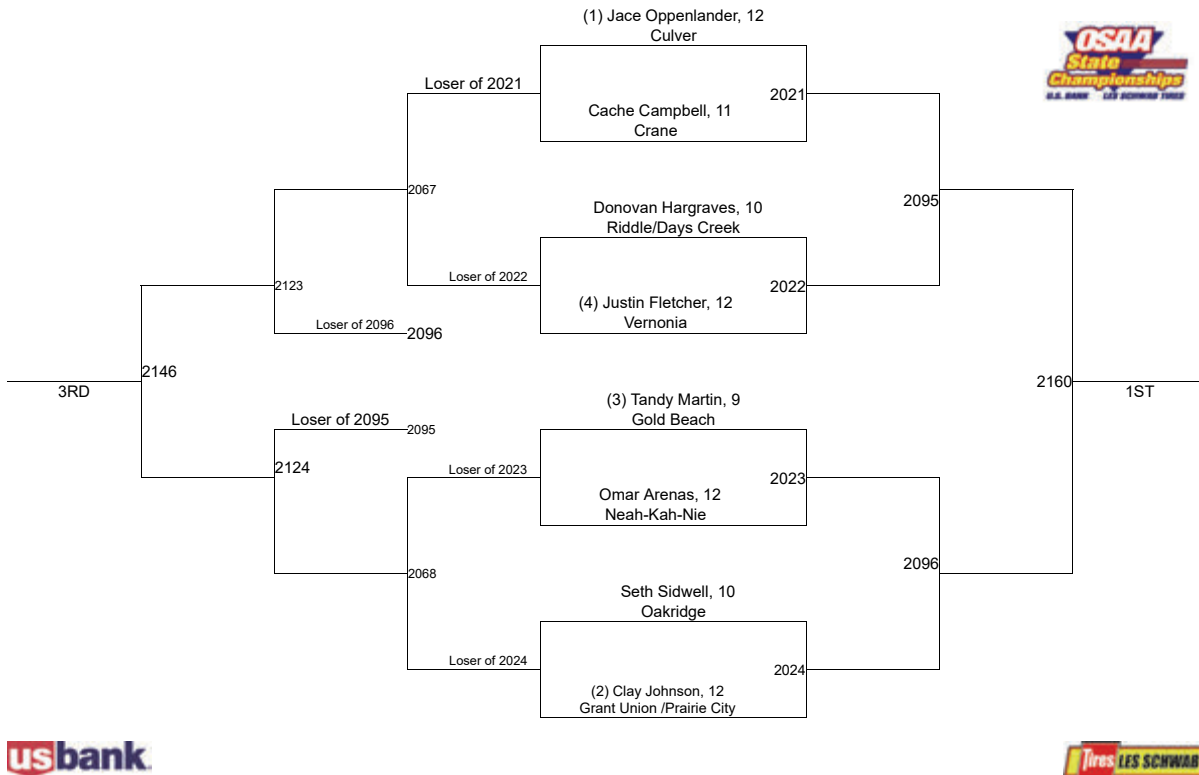 (1) Jace Oppenlander, 12
Culver
OSAA
State
Championships
U.S. BANK LES SCHWAB TIRES
Loser of 2021
2021
Cache Campbell, 11
Crane
2067
2095
Donovan Hargraves, 10
Riddle/Days Creek
Loser of 2022
2022
2123
(4) Justin Fletcher, 12
Vernonia
Loser of 2096
2096
2146
2160
3RD
1ST
(3) Tandy Martin, 9
Gold Beach
Loser of 2095
2095
2124
Loser of 2023
2023
Omar Arenas, 12
Neah-Kah-Nie
2068
2096
Seth Sidwell, 10
Oakridge
Loser of 2024
2024
(2) Clay Johnson, 12
Grant Union /Prairie City
usbank.
Tires LES SCHWAB